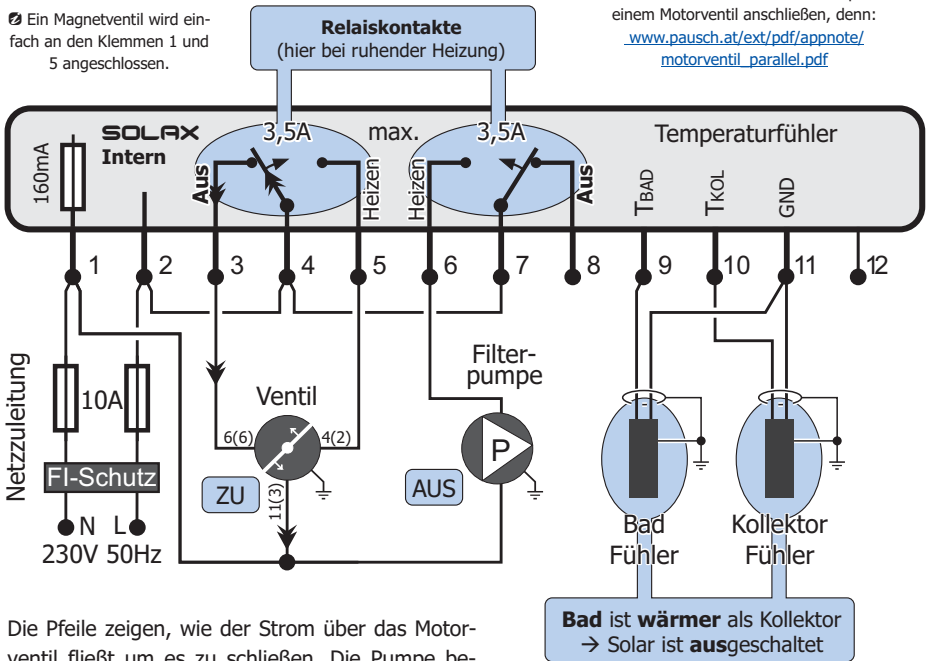 Ein Magnetventil wird ein-
fach an den Klemmen 1 und
5 angeschlossen.
Relaiskontakte
(hier bei ruhender Heizung)
einem Motorventil anschließen, denn:
www.pausch.at/ext/pdf/appnote/
motorventil_parallel.pdf
160mA
SOLAX
Intern
3,5A max. 3,5A
Temperaturfühler
Aus
Heizen
Heizen
Aus
TBAD
TKOL
GND
1 2 3 4 5 6 7 8 9 10 11 12
Netzzuleitung
10A
FI-Schutz
N L
230V 50Hz
Ventil
6(6)
4(2)
11(3)
ZU
Filter-
pumpe
P
AUS
Bad
Fühler
Kollektor
Fühler
Bad ist wärmer als Kollektor
→ Solar ist ausgeschaltet
Die Pfeile zeigen, wie der Strom über das Motor-
ventil fließt um es zu schließen. Die Pumpe be-